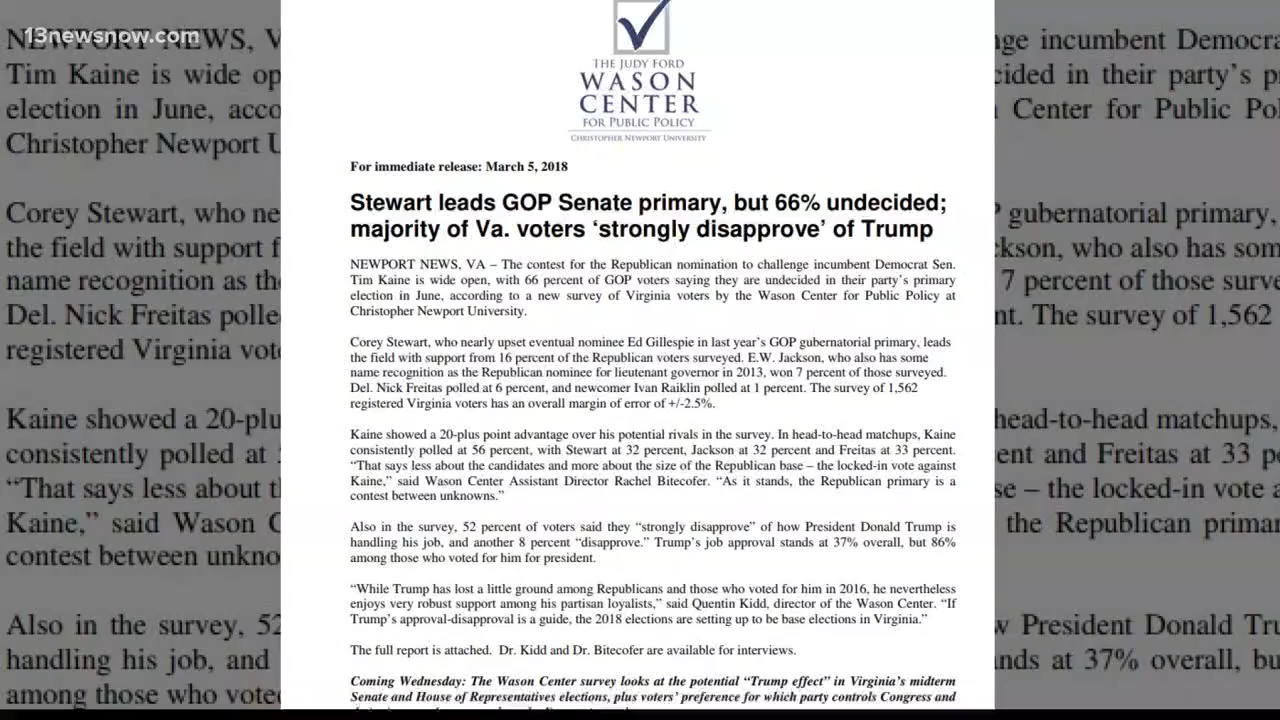 13newsnow.com
THE JUDY FORD
WASON
CENTER
FOR PUBLIC POLICY
CHRISTOPHER NEWPORT UNIVERSITY
For immediate release: March 5, 2018
Stewart leads GOP Senate primary, but 66% undecided;
majority of Va. voters ‘strongly disapprove’ of Trump
NEWPORT NEWS, VA – The contest for the Republican nomination to challenge incumbent Democrat Sen.
Tim Kaine is wide open, with 66 percent of GOP voters saying they are undecided in their party’s primary
election in June, according to a new survey of Virginia voters by the Wason Center for Public Policy at
Christopher Newport University.
Corey Stewart, who nearly upset eventual nominee Ed Gillespie in last year’s GOP gubernatorial primary, leads
the field with support from 16 percent of the Republican voters surveyed. E.W. Jackson, who also has some
name recognition as the Republican nominee for lieutenant governor in 2013, won 7 percent of those surveyed.
Del. Nick Freitas polled at 6 percent, and newcomer Ivan Raiklin polled at 1 percent. The survey of 1,562
registered Virginia voters has an overall margin of error of +/-2.5%.
Kaine showed a 20-plus point advantage over his potential rivals in the survey. In head-to-head matchups, Kaine
consistently polled at 56 percent, with Stewart at 32 percent, Jackson at 32 percent and Freitas at 33 percent.
“That says less about the candidates and more about the size of the Republican base – the locked-in vote against
Kaine,” said Wason Center Assistant Director Rachel Bitecofer. “As it stands, the Republican primary is a
contest between unknowns.”
Also in the survey, 52 percent of voters said they “strongly disapprove” of how President Donald Trump is
handling his job, and another 8 percent “disapprove.” Trump’s job approval stands at 37% overall, but 86%
among those who voted for him for president.
“While Trump has lost a little ground among Republicans and those who voted for him in 2016, he nevertheless
enjoys very robust support among his partisan loyalists,” said Quentin Kidd, director of the Wason Center. “If
Trump’s approval-disapproval is a guide, the 2018 elections are setting up to be base elections in Virginia.”
The full report is attached. Dr. Kidd and Dr. Bitecofer are available for interviews.
Coming Wednesday: The Wason Center survey looks at the potential “Trump effect” in Virginia’s midterm
Senate and House of Representatives elections, plus voters’ preference for which party controls Congress and